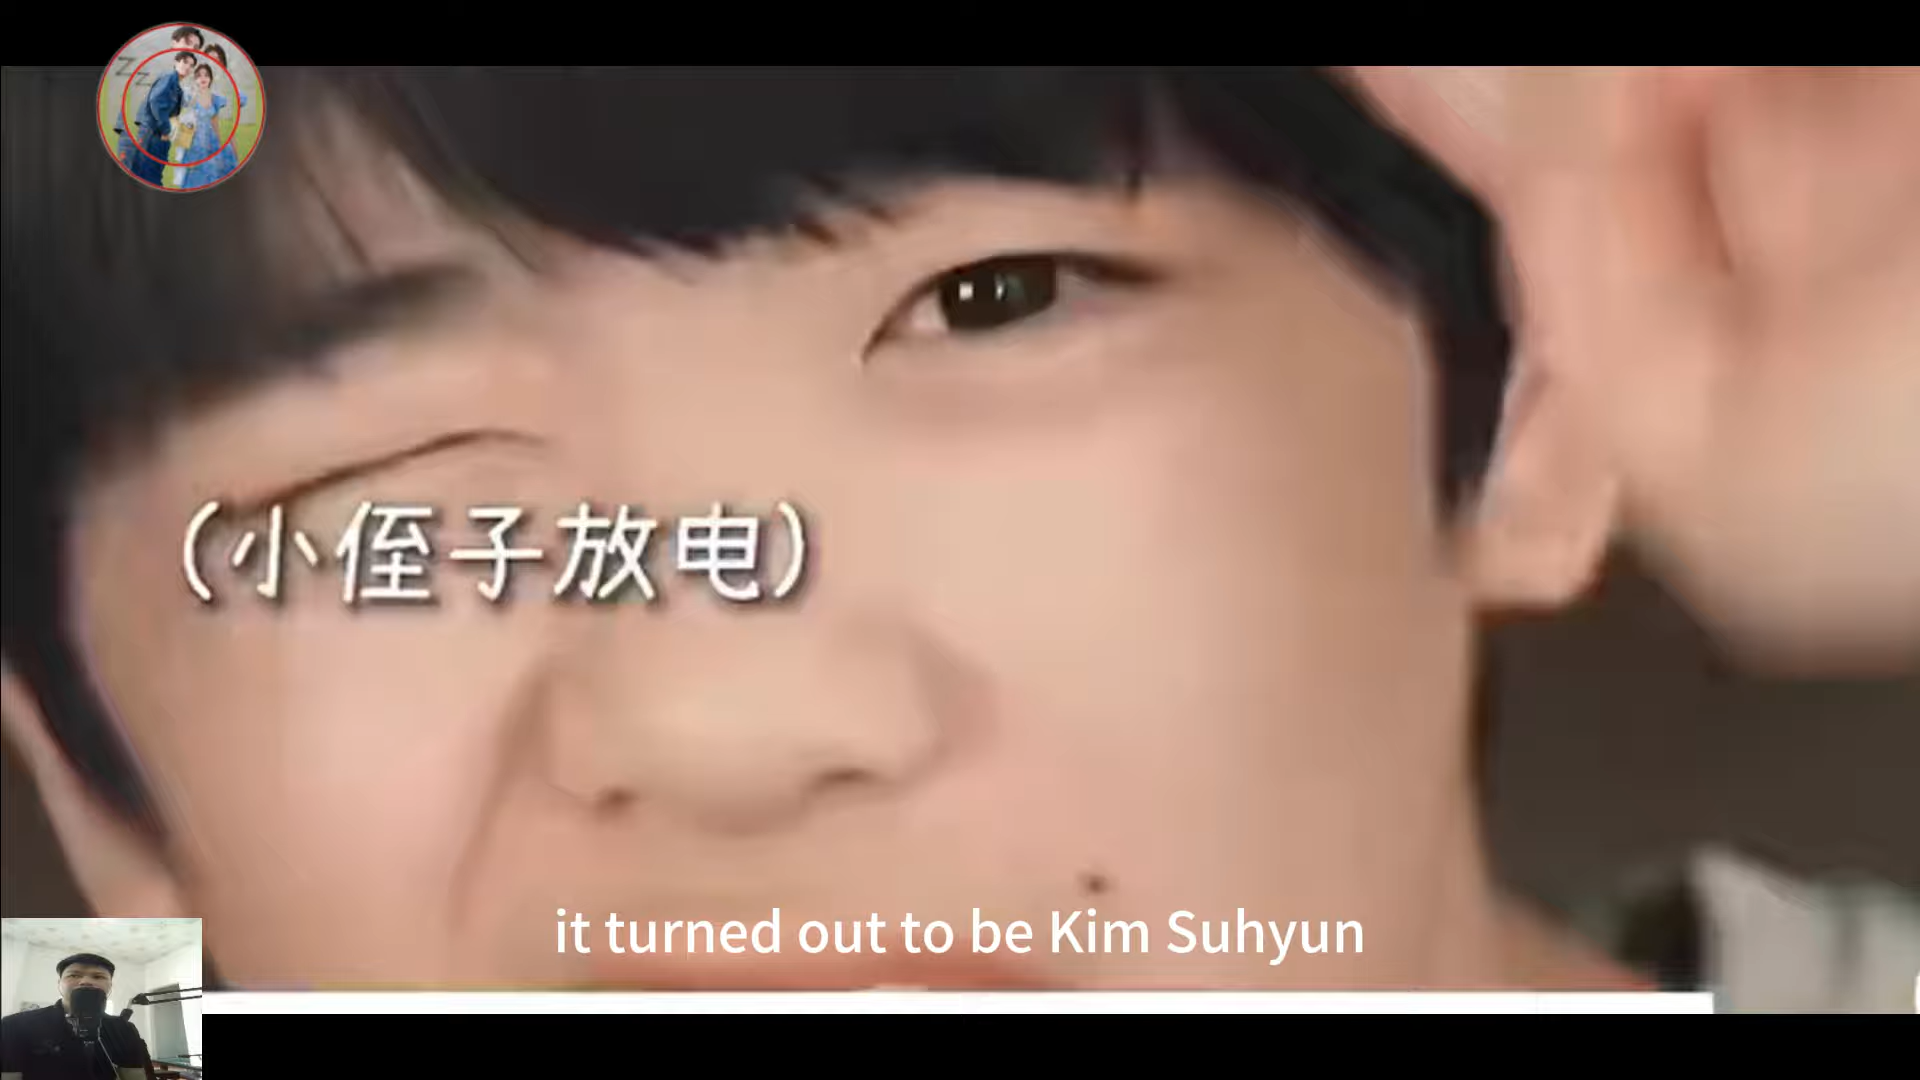 Z
Z
(小侄子放电)
it turned out to be Kim Suhyun